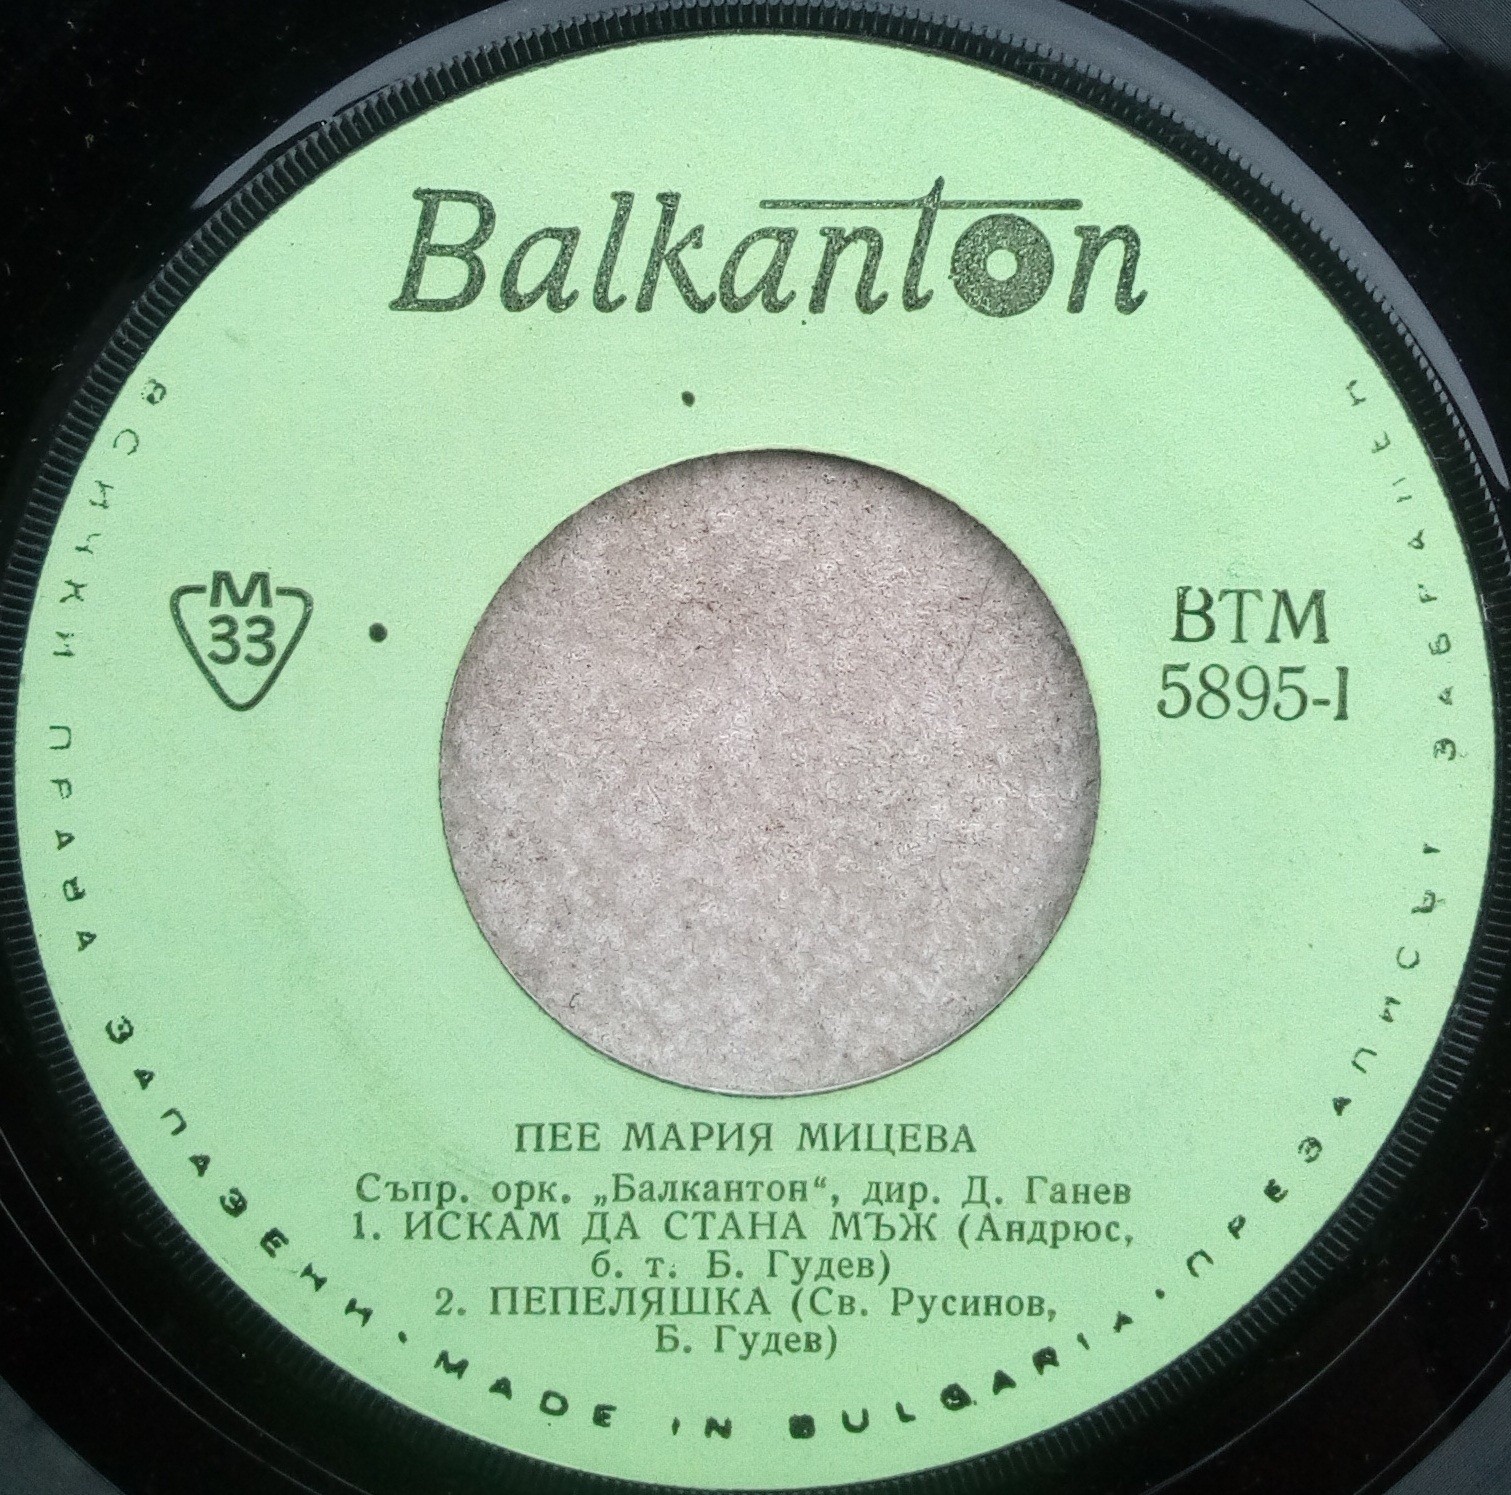 Balkanton
M
33
ВТМ
5895-I
ПЕЕ МАРИЯ МИЦЕВА
Съпр. орк. „Балкантон“, дир. Д. Ганев
1. ИСКАМ ДА СТАНА МЪЖ (Андрюс,
б. т. Б. Гудев)
2. ПЕПЕЛЯШКА (Св. Русинов,
Б. Гудев)
ВСИЧКИ ПРАВА ЗАПАЗЕНИ · MADE IN BULGARIA · ПРЕЗАПИСЪТ ЗАБРАНЕН